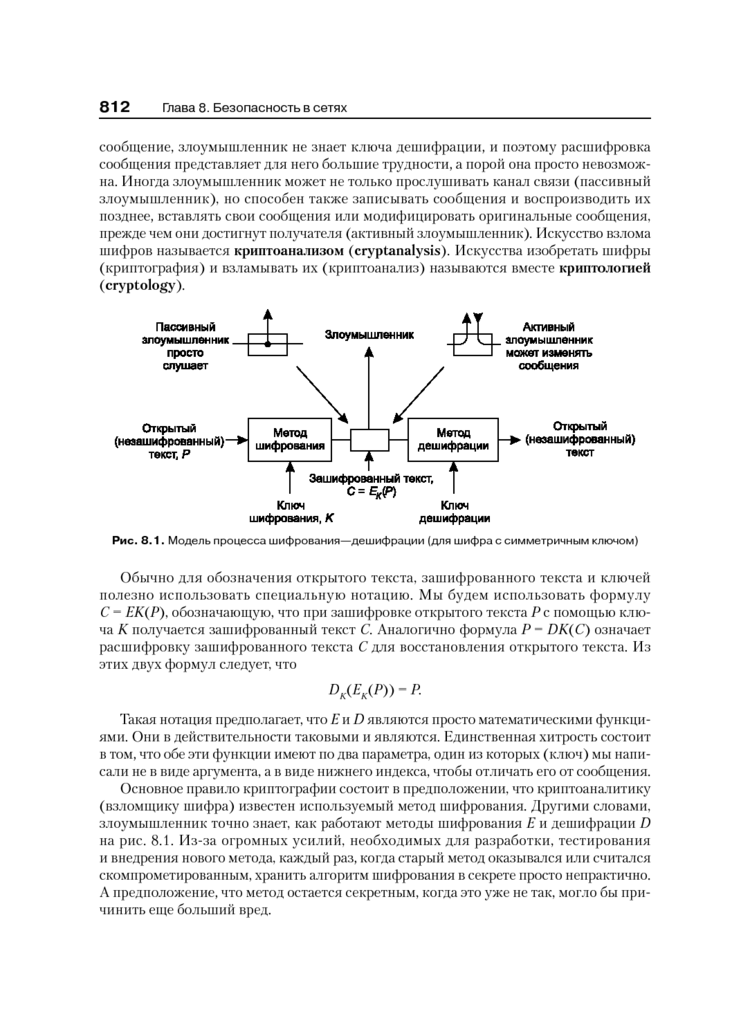 812 Глава 8. Безопасность в сетях
сообщение, злоумышленник не знает ключа дешифрации, и поэтому расшифровка
сообщения представляет для него большие трудности, а порой она просто невозмож-
на. Иногда злоумышленник может не только прослушивать канал связи (пассивный
злоумышленник), но способен также записывать сообщения и воспроизводить их
позднее, вставлять свои сообщения или модифицировать оригинальные сообщения,
прежде чем они достигнут получателя (активный злоумышленник). Искусство взлома
шифров называется криптоанализом (cryptanalysis). Искусства изобретать шифры
(криптография) и взламывать их (криптоанализ) называются вместе криптологией
(cryptology).
Пассивный
злоумышленник
просто
слушает
Злоумышленник
Активный
злоумышленник
может изменять
сообщения
Открытый
(незашифрованный)
текст, P
Метод
шифрования
Метод
дешифрации
Открытый
(незашифрованный)
текст
Зашифрованный текст,
C = EK(P)
Ключ
шифрования, K
Ключ
дешифрации
Рис. 8.1. Модель процесса шифрования—дешифрации (для шифра с симметричным ключом)
Обычно для обозначения открытого текста, зашифрованного текста и ключей
полезно использовать специальную нотацию. Мы будем использовать формулу
C = EK(P), обозначающую, что при зашифровке открытого текста P с помощью клю-
ча K получается зашифрованный текст C. Аналогично формула P = DK(C) означает
расшифровку зашифрованного текста C для восстановления открытого текста. Из
этих двух формул следует, что
DK(EK(P)) = P.
Такая нотация предполагает, что E и D являются просто математическими функци-
ями. Они в действительности таковыми и являются. Единственная хитрость состоит
в том, что обе эти функции имеют по два параметра, один из которых (ключ) мы напи-
сали не в виде аргумента, а в виде нижнего индекса, чтобы отличать его от сообщения.
Основное правило криптографии состоит в предположении, что криптоаналитику
(взломщику шифра) известен используемый метод шифрования. Другими словами,
злоумышленник точно знает, как работают методы шифрования E и дешифрации D
на рис. 8.1. Из-за огромных усилий, необходимых для разработки, тестирования
и внедрения нового метода, каждый раз, когда старый метод оказывался или считался
скомпрометированным, хранить алгоритм шифрования в секрете просто непрактично.
А предположение, что метод остается секретным, когда это уже не так, могло бы при-
чинить еще больший вред.